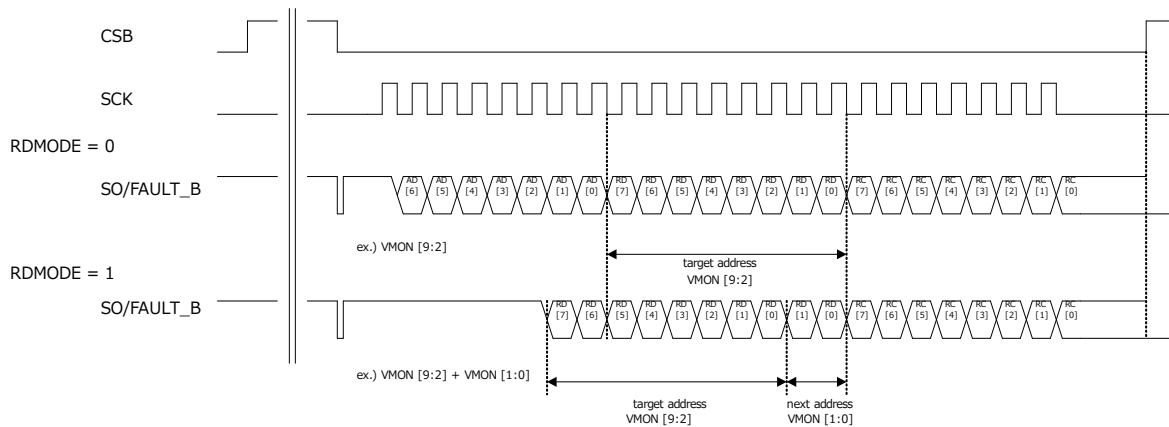 CSB
SCK
RDMODE = 0
SO/FAULT_B
AD [6] AD [5] AD [4] AD [3] AD [2] AD [1] AD [0] RD [7] RD [6] RD [5] RD [4] RD [3] RD [2] RD [1] RD [0] RC [7] RC [6] RC [5] RC [4] RC [3] RC [2] RC [1] RC [0]
ex.) VMON [9:2]
target address
VMON [9:2]
RDMODE = 1
SO/FAULT_B
RD [7] RD [6] RD [5] RD [4] RD [3] RD [2] RD [1] RD [0] RD [1] RD [0] RC [7] RC [6] RC [5] RC [4] RC [3] RC [2] RC [1] RC [0]
ex.) VMON [9:2] + VMON [1:0]
target address
VMON [9:2]
next address
VMON [1:0]